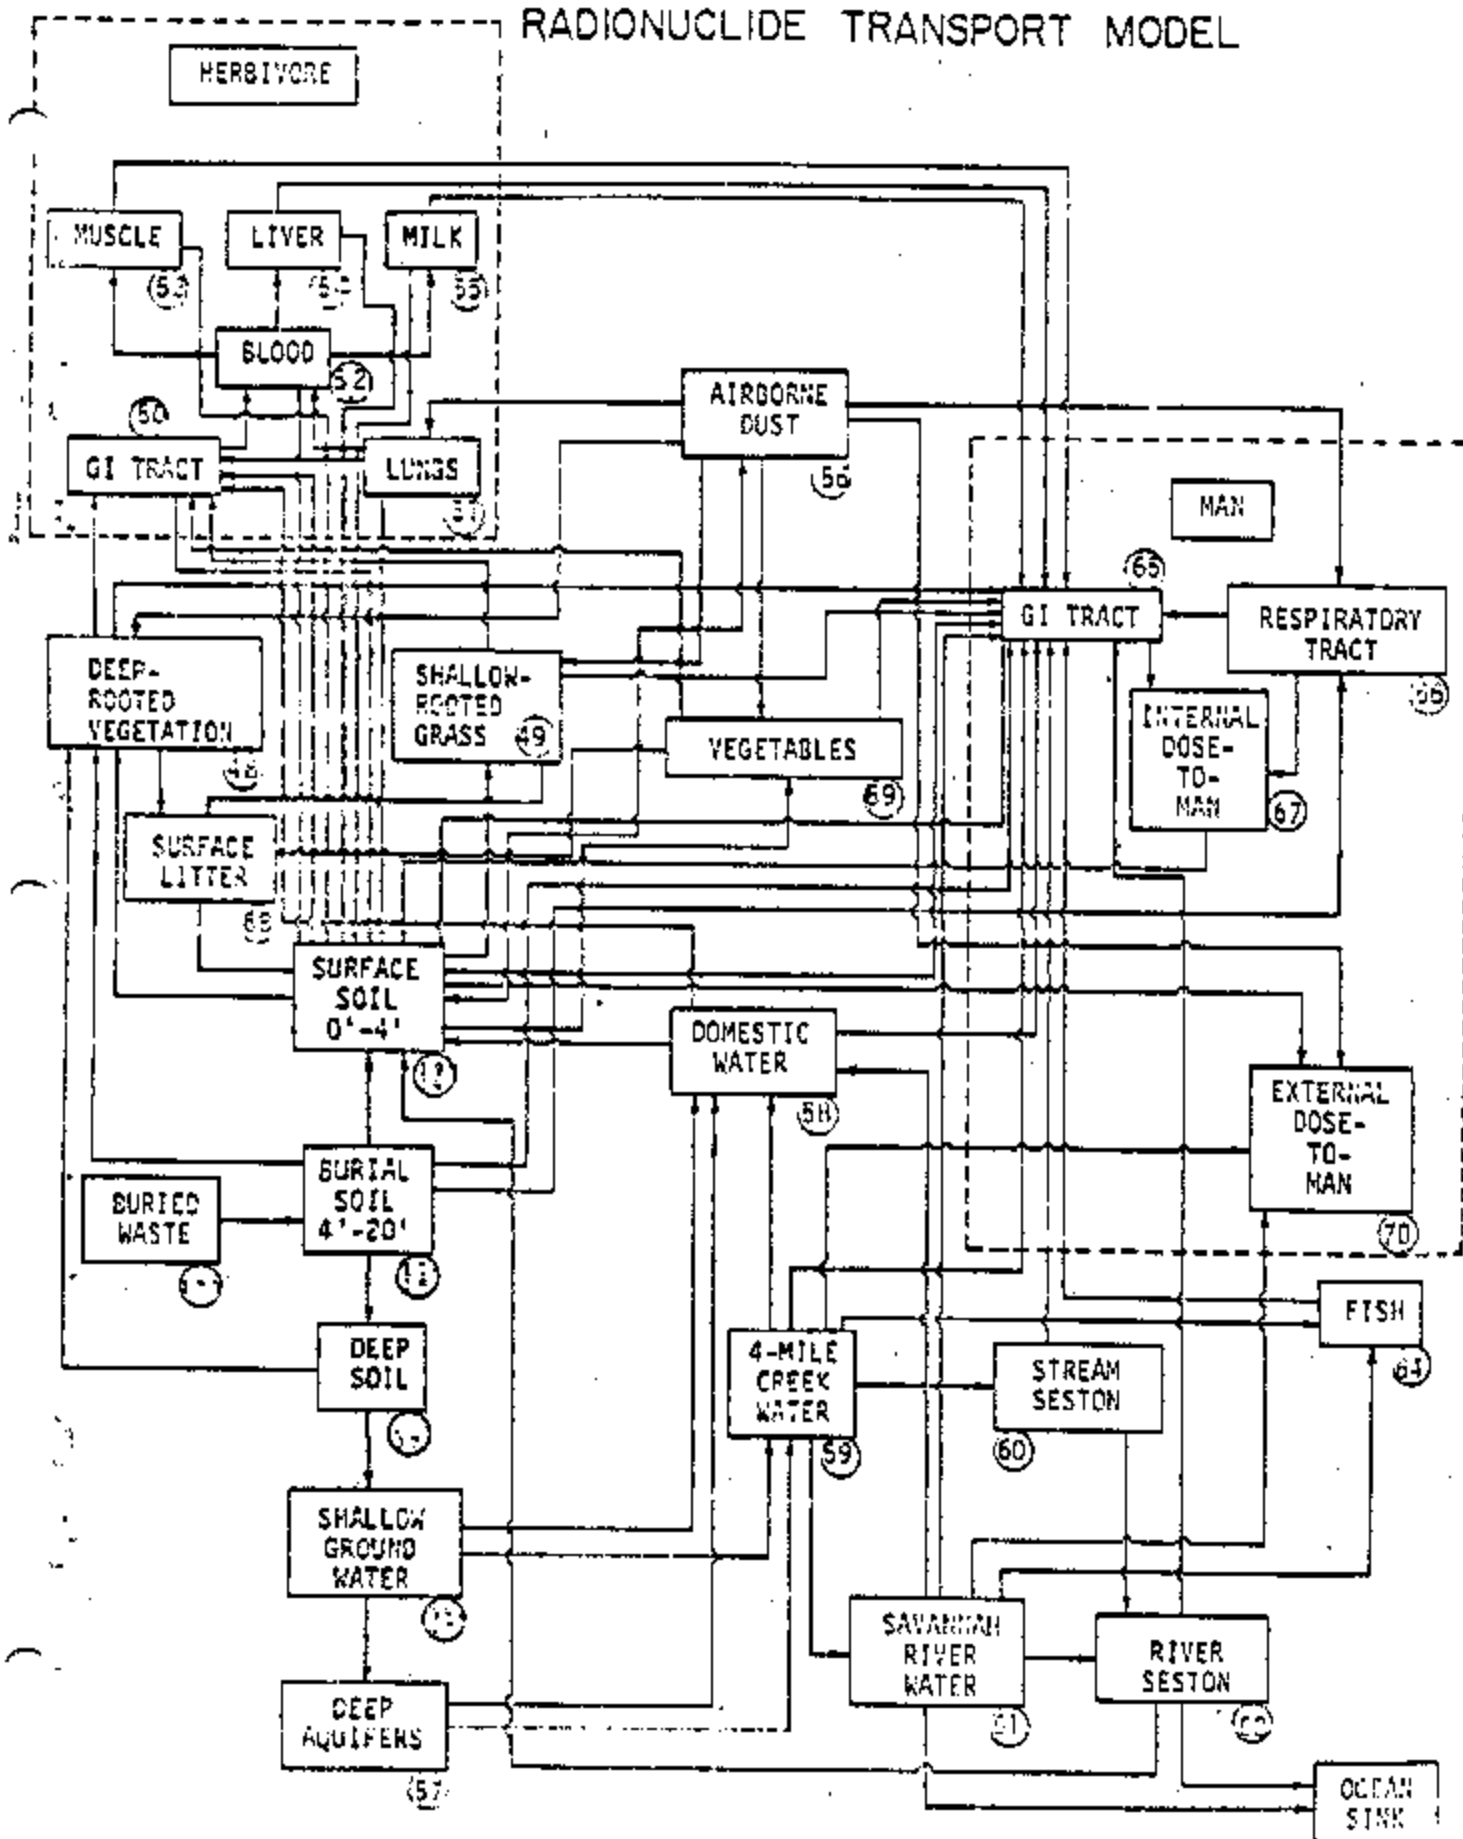 RADIONUCLIDE TRANSPORT MODEL
HERBIVORE
MUSCLE
LIVER
MILK
55
BLOOD
52
50
GI TRACT
LUNGS
AIRBORNE
DUST
56
MAN
65
GI TRACT
RESPIRATORY
TRACT
66
DEEP-
ROOTED
VEGETATION
SHALLOW-
ROOTED
GRASS
49
VEGETABLES
69
INTERNAL
DOSE-
TO-
MAN
67
SURFACE
LITTER
SURFACE
SOIL
0'-4'
DOMESTIC
WATER
58
EXTERNAL
DOSE-
TO-
MAN
70
BURIED
WASTE
BURIAL
SOIL
4'-20'
DEEP
SOIL
4-MILE
CREEK
WATER
59
STREAM
SESTON
60
FISH
64
SHALLOW
GROUND
WATER
SAVANNAH
RIVER
WATER
RIVER
SESTON
DEEP
AQUIFERS
57
OCEAN
SINK